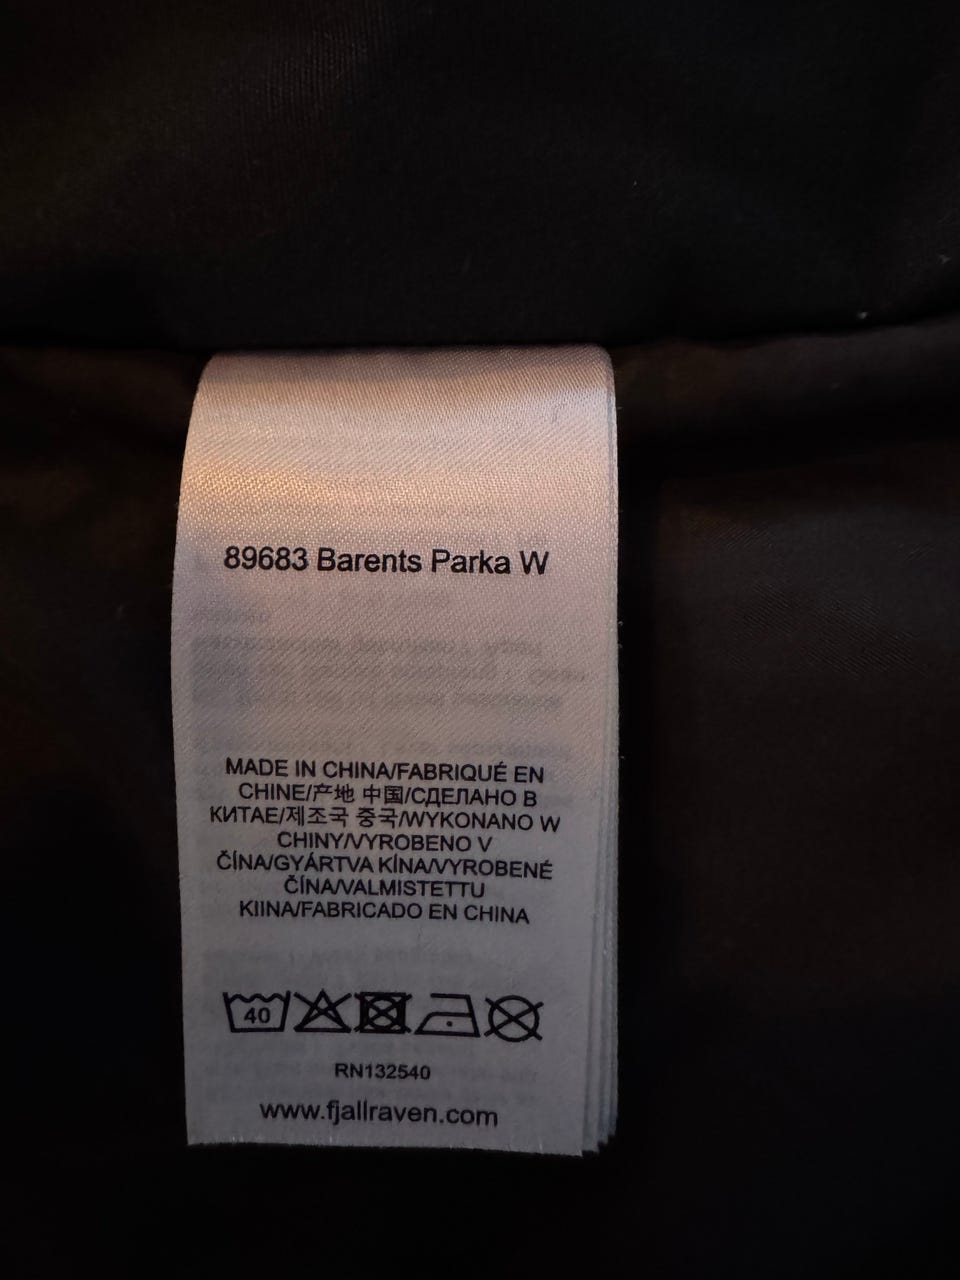 89683 Barents Parka W
MADE IN CHINA/FABRIQUÉ EN
CHINE/产地 中国/СДЕЛАНО В
КИТАЕ/제조국 중국/WYKONANO W
CHINY/VYROBENO V
ČÍNA/GYÁRTVA KÍNA/VYROBENÉ
ČÍNA/VALMISTETTU
KIINA/FABRICADO EN CHINA
40
RN132540
www.fjallraven.com